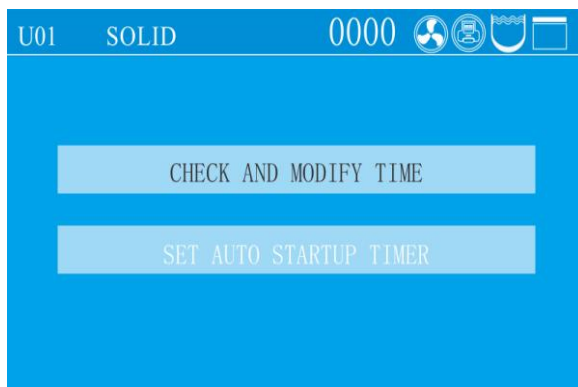 U01 SOLID 0000
CHECK AND MODIFY TIME
SET AUTO STARTUP TIMER